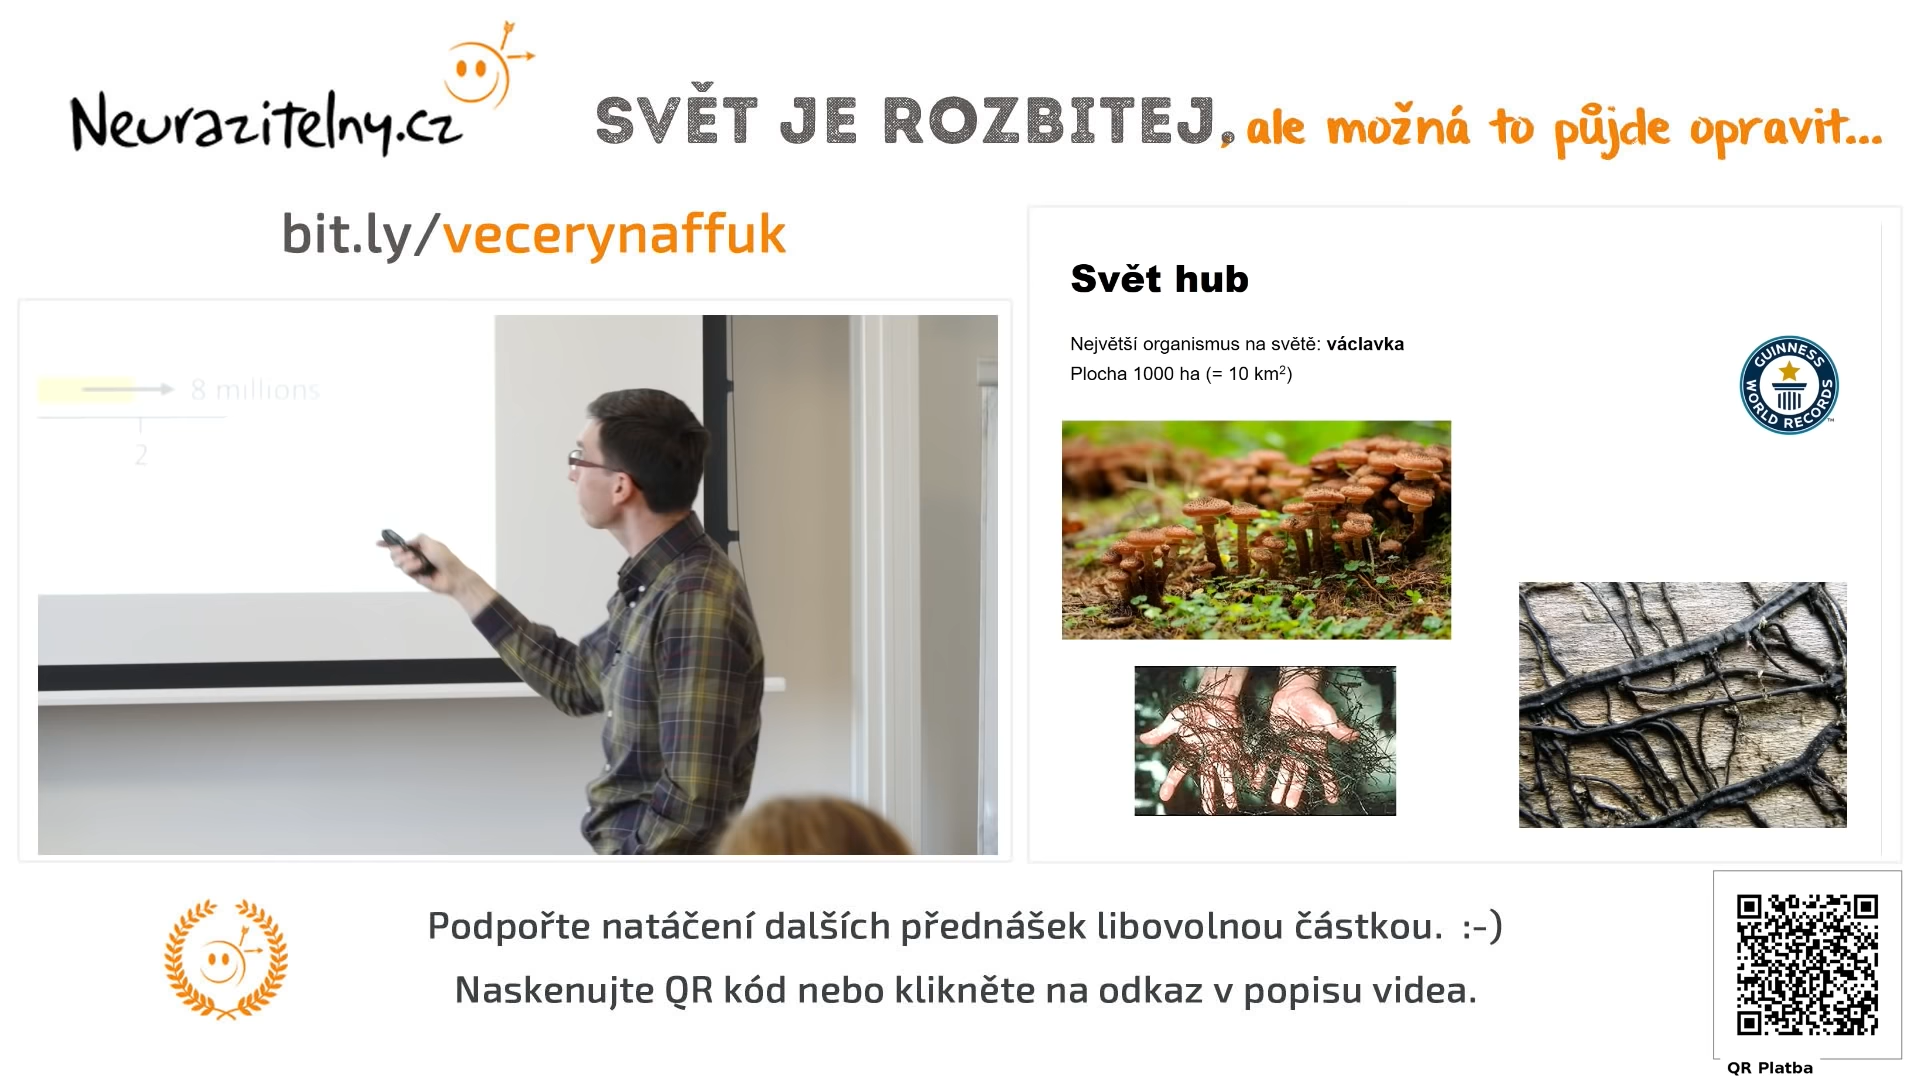 Neurazitelny.cz
SVĚT JE ROZBITEJ, ale možná to půjde opravit...
bit.ly/vecerynaffuk
8 millions
2
Svět hub
Největší organismus na světě: václavka
Plocha 1000 ha (= 10 km²)
GUINNESS
WORLD RECORDS
TM
Podpořte natáčení dalších přednášek libovolnou částkou. :-)
Naskenujte QR kód nebo klikněte na odkaz v popisu videa.
QR Platba